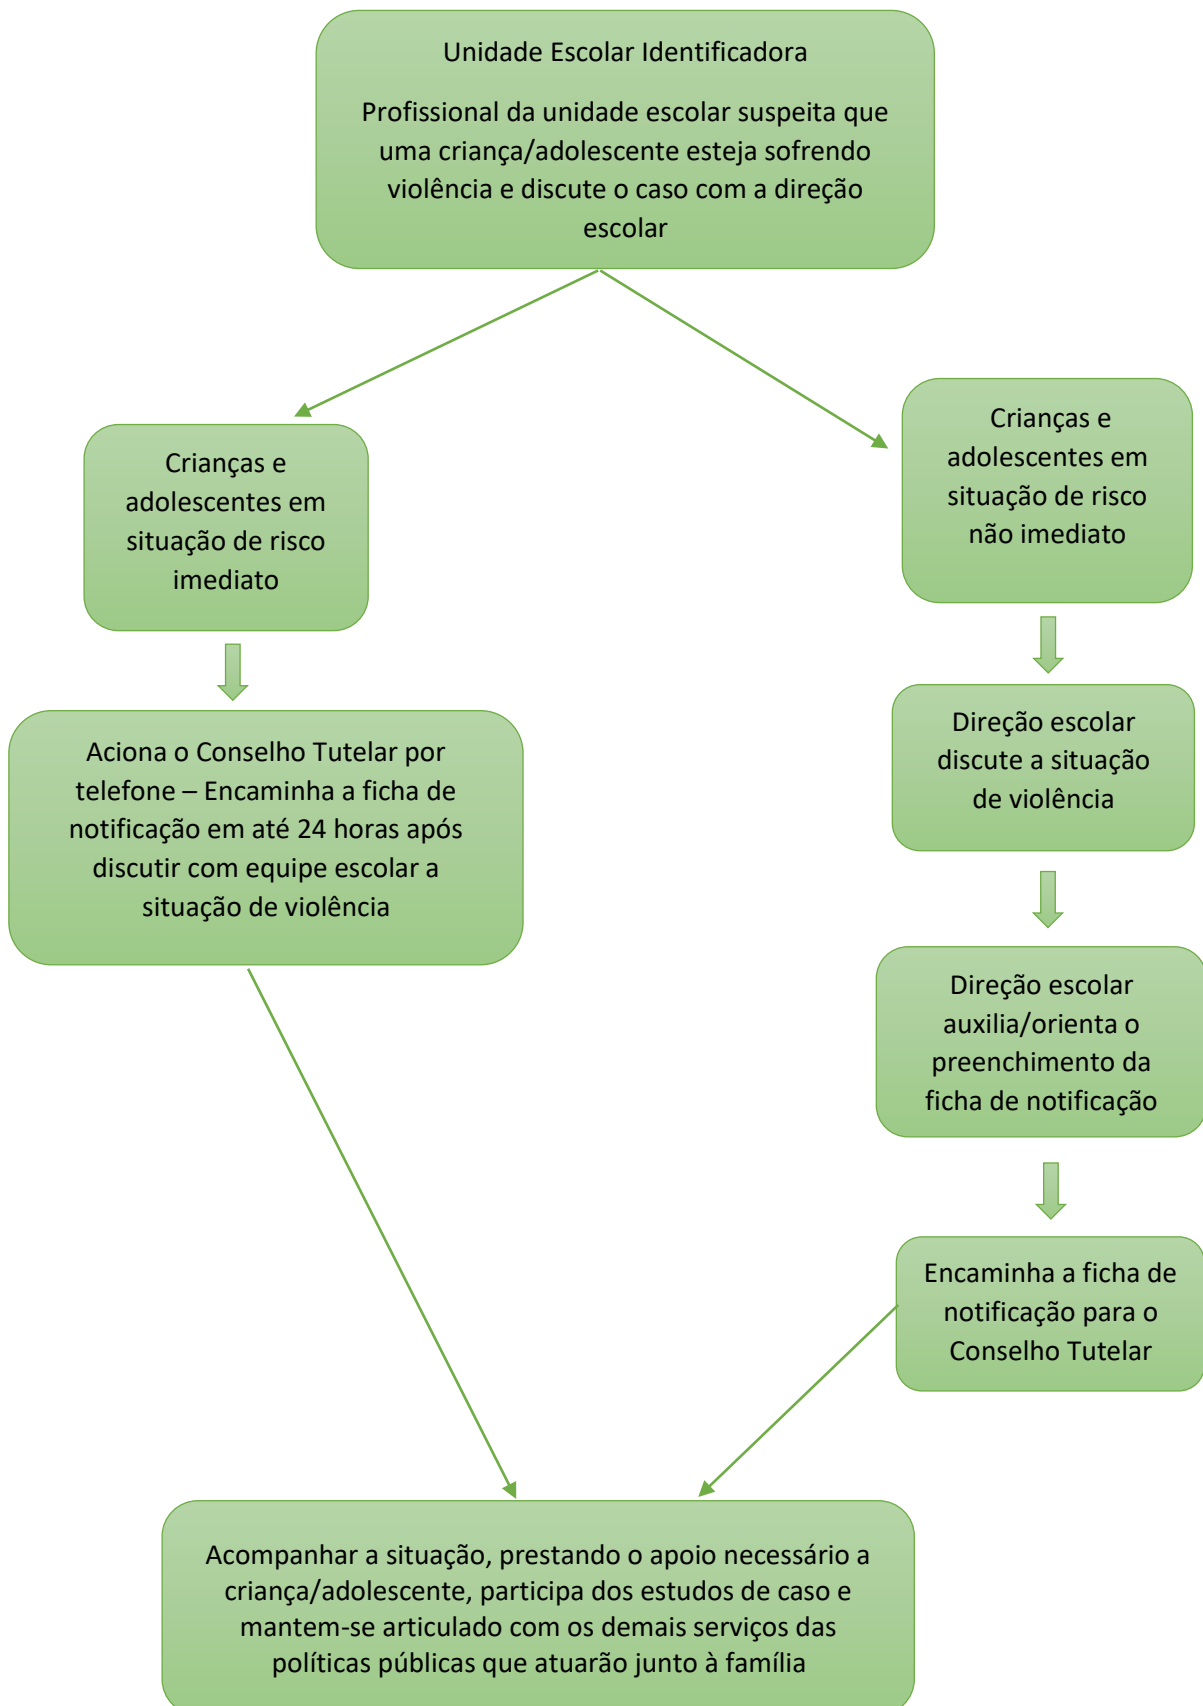 Unidade Escolar Identificadora
Profissional da unidade escolar suspeita que
uma criança/adolescente esteja sofrendo
violência e discute o caso com a direção
escolar
Crianças e
adolescentes em
situação de risco
imediato
Crianças e
adolescentes em
situação de risco
não imediato
Aciona o Conselho Tutelar por
telefone – Encaminha a ficha de
notificação em até 24 horas após
discutir com equipe escolar a
situação de violência
Direção escolar
discute a situação
de violência
Direção escolar
auxilia/orienta o
preenchimento da
ficha de notificação
Encaminha a ficha de
notificação para o
Conselho Tutelar
Acompanhar a situação, prestando o apoio necessário a
criança/adolescente, participa dos estudos de caso e
mantem-se articulado com os demais serviços das
políticas públicas que atuarão junto à família